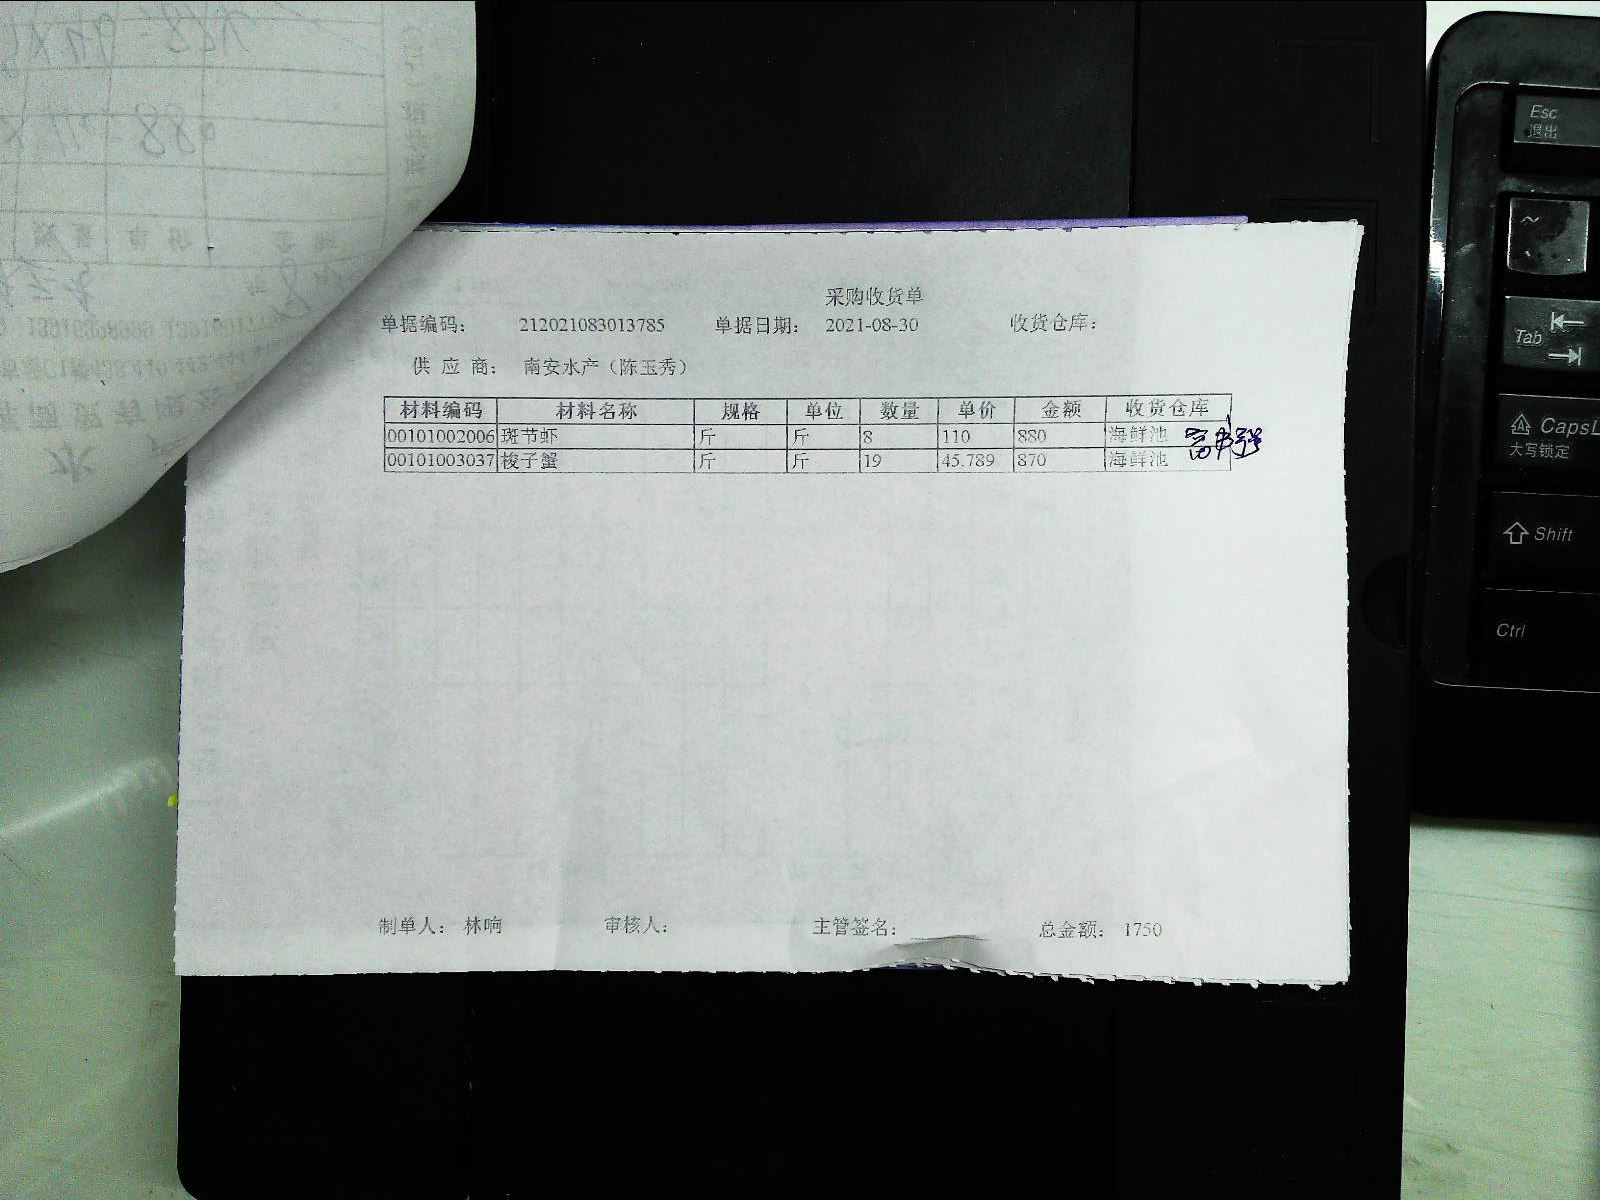 采购收货单
单据编码： 212021083013785 单据日期： 2021-08-30 收货仓库：
供 应 商： 南安水产（陈玉秀）
材料编码 材料名称 规格 单位 数量 单价 金额 收货仓库
00101002006 斑节虾 斤 斤 8 110 880 海鲜池
00101003037 梭子蟹 斤 斤 19 45.789 870 海鲜池
制单人： 林响 审核人： 主管签名： 总金额： 1750
Esc
退出
~
Tab
CapsL
大写锁定
Shift
Ctrl